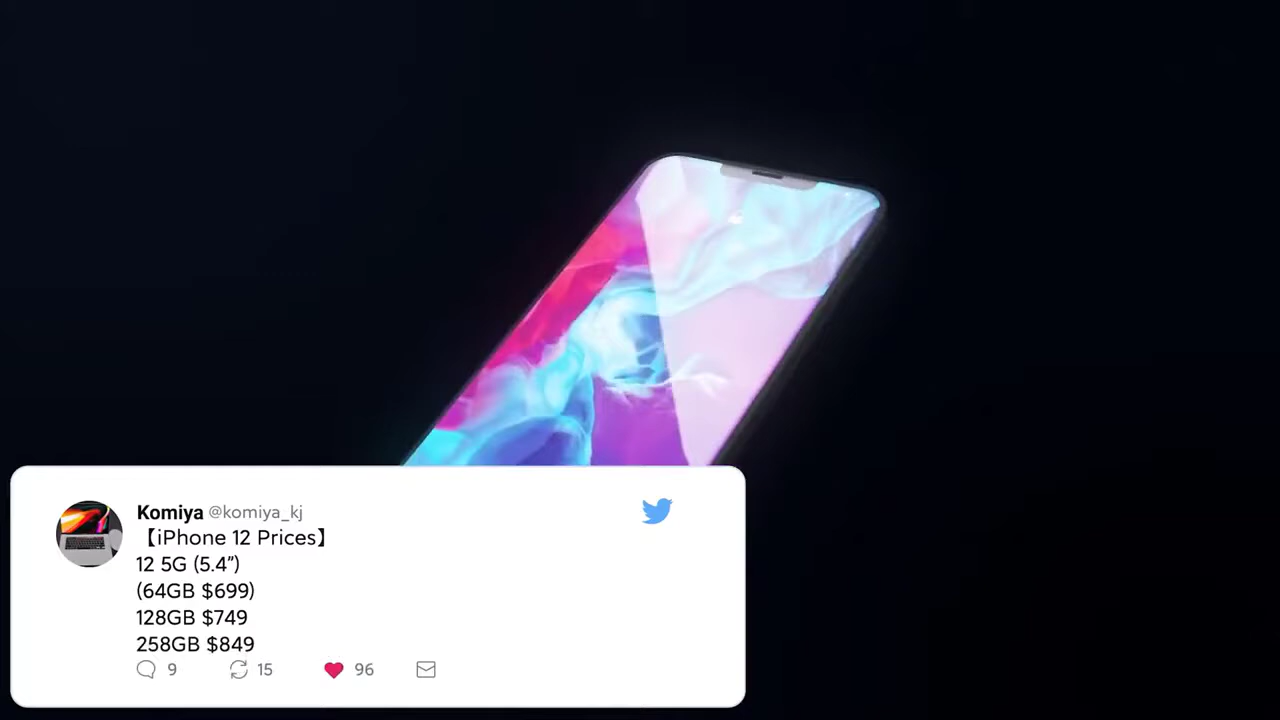 Komiya @komiya_kj
【iPhone 12 Prices】
12 5G (5.4”)
(64GB $699)
128GB $749
258GB $849
9 15 96